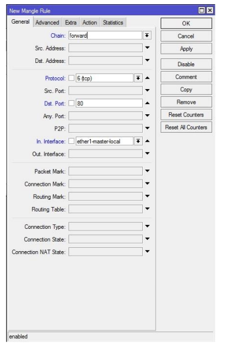 New Mangle Rule
General Advanced Extra Action Statistics
Chain: forward
Src. Address:
Dst. Address:
Protocol: 6 (tcp)
Src. Port:
Dst. Port: 80
Any. Port:
P2P:
In. Interface: ether1-master-local
Out. Interface:
Packet Mark:
Connection Mark:
Routing Mark:
Routing Table:
Connection Type:
Connection State:
Connection NAT State:
OK
Cancel
Apply
Disable
Comment
Copy
Remove
Reset Counters
Reset All Counters
enabled